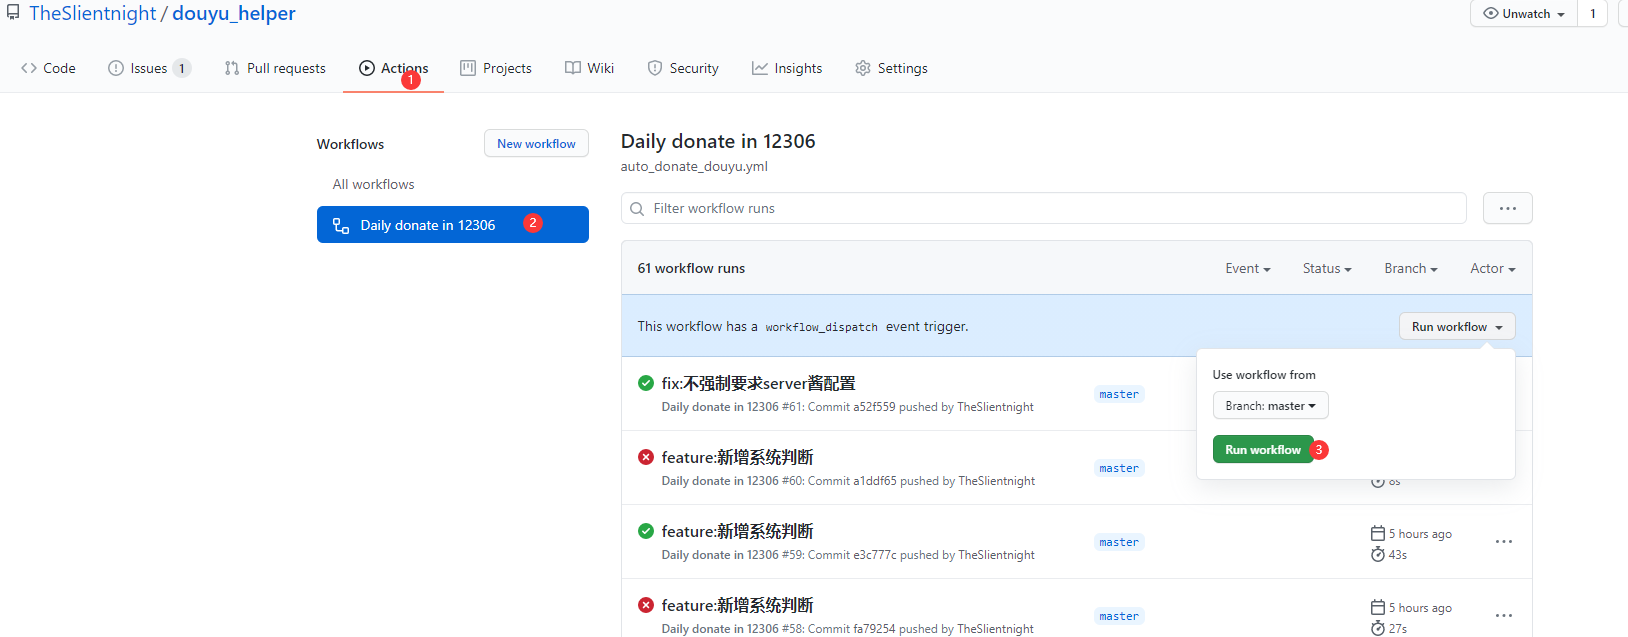 TheSlientnight / douyu_helper
Unwatch 1
Code Issues 1 Pull requests Actions Projects Wiki Security Insights Settings
1
Workflows
New workflow
All workflows
Daily donate in 12306 2
Daily donate in 12306
auto_donate_douyu.yml
Filter workflow runs
...
61 workflow runs
Event Status Branch Actor
This workflow has a workflow_dispatch event trigger.
Run workflow
Use workflow from
Branch: master
Run workflow 3
fix:不强制要求server酱配置
Daily donate in 12306 #61: Commit a52f559 pushed by TheSlientnight
master
feature:新增系统判断
Daily donate in 12306 #60: Commit a1ddf65 pushed by TheSlientnight
master
8s
feature:新增系统判断
Daily donate in 12306 #59: Commit e3c777c pushed by TheSlientnight
master
5 hours ago
43s
feature:新增系统判断
Daily donate in 12306 #58: Commit fa79254 pushed by TheSlientnight
master
5 hours ago
27s